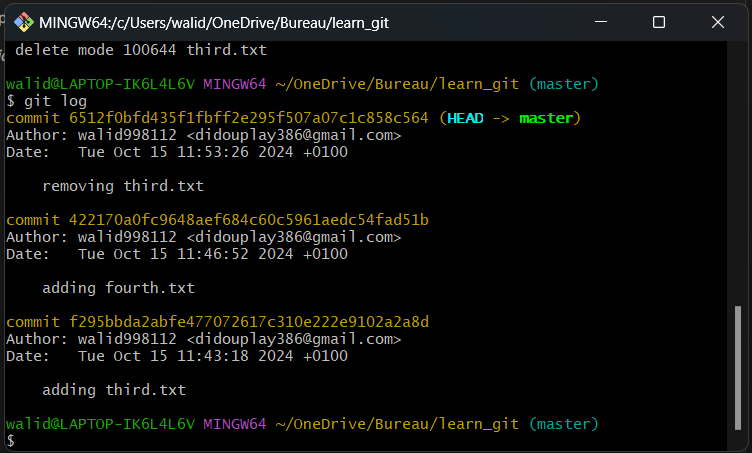 MINGW64:/c/Users/walid/OneDrive/Bureau/learn_git
delete mode 100644 third.txt
walid@LAPTOP-IK6L4L6V MINGW64 ~/OneDrive/Bureau/learn_git (master)
$ git log
commit 6512f0bfd435f1fbff2e295f507a07c1c858c564 (HEAD -> master)
Author: walid998112 <didouplay386@gmail.com>
Date:   Tue Oct 15 11:53:26 2024 +0100
removing third.txt
commit 422170a0fc9648aef684c60c5961aedc54fad51b
Author: walid998112 <didouplay386@gmail.com>
Date:   Tue Oct 15 11:46:52 2024 +0100
adding fourth.txt
commit f295bbda2abfe477072617c310e222e9102a2a8d
Author: walid998112 <didouplay386@gmail.com>
Date:   Tue Oct 15 11:43:18 2024 +0100
adding third.txt
walid@LAPTOP-IK6L4L6V MINGW64 ~/OneDrive/Bureau/learn_git (master)
$